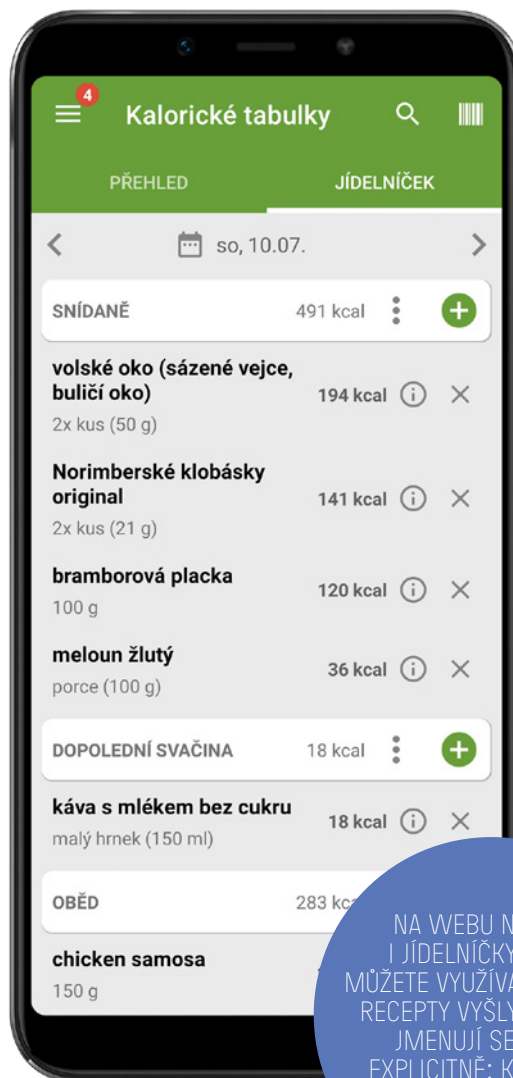 4
Kalorické tabulky
PŘEHLED JÍDELNÍČEK
so, 10.07.
SNÍDANĚ 491 kcal
volské oko (sázené vejce,
buličí oko) 194 kcal
2x kus (50 g)
Norimberské klobásky
original 141 kcal
2x kus (21 g)
bramborová placka 120 kcal
100 g
meloun žlutý 36 kcal
porce (100 g)
DOPOLEDNÍ SVAČINA 18 kcal
káva s mlékem bez cukru 18 kcal
malý hrnek (150 ml)
OBĚD 283
chicken samosa
150 g
NA WEBU
I JÍDELNÍČKY
MŮŽETE
RECEPTY VYŠLY
JMENUJÍ SE
EXPLICITNĚ: